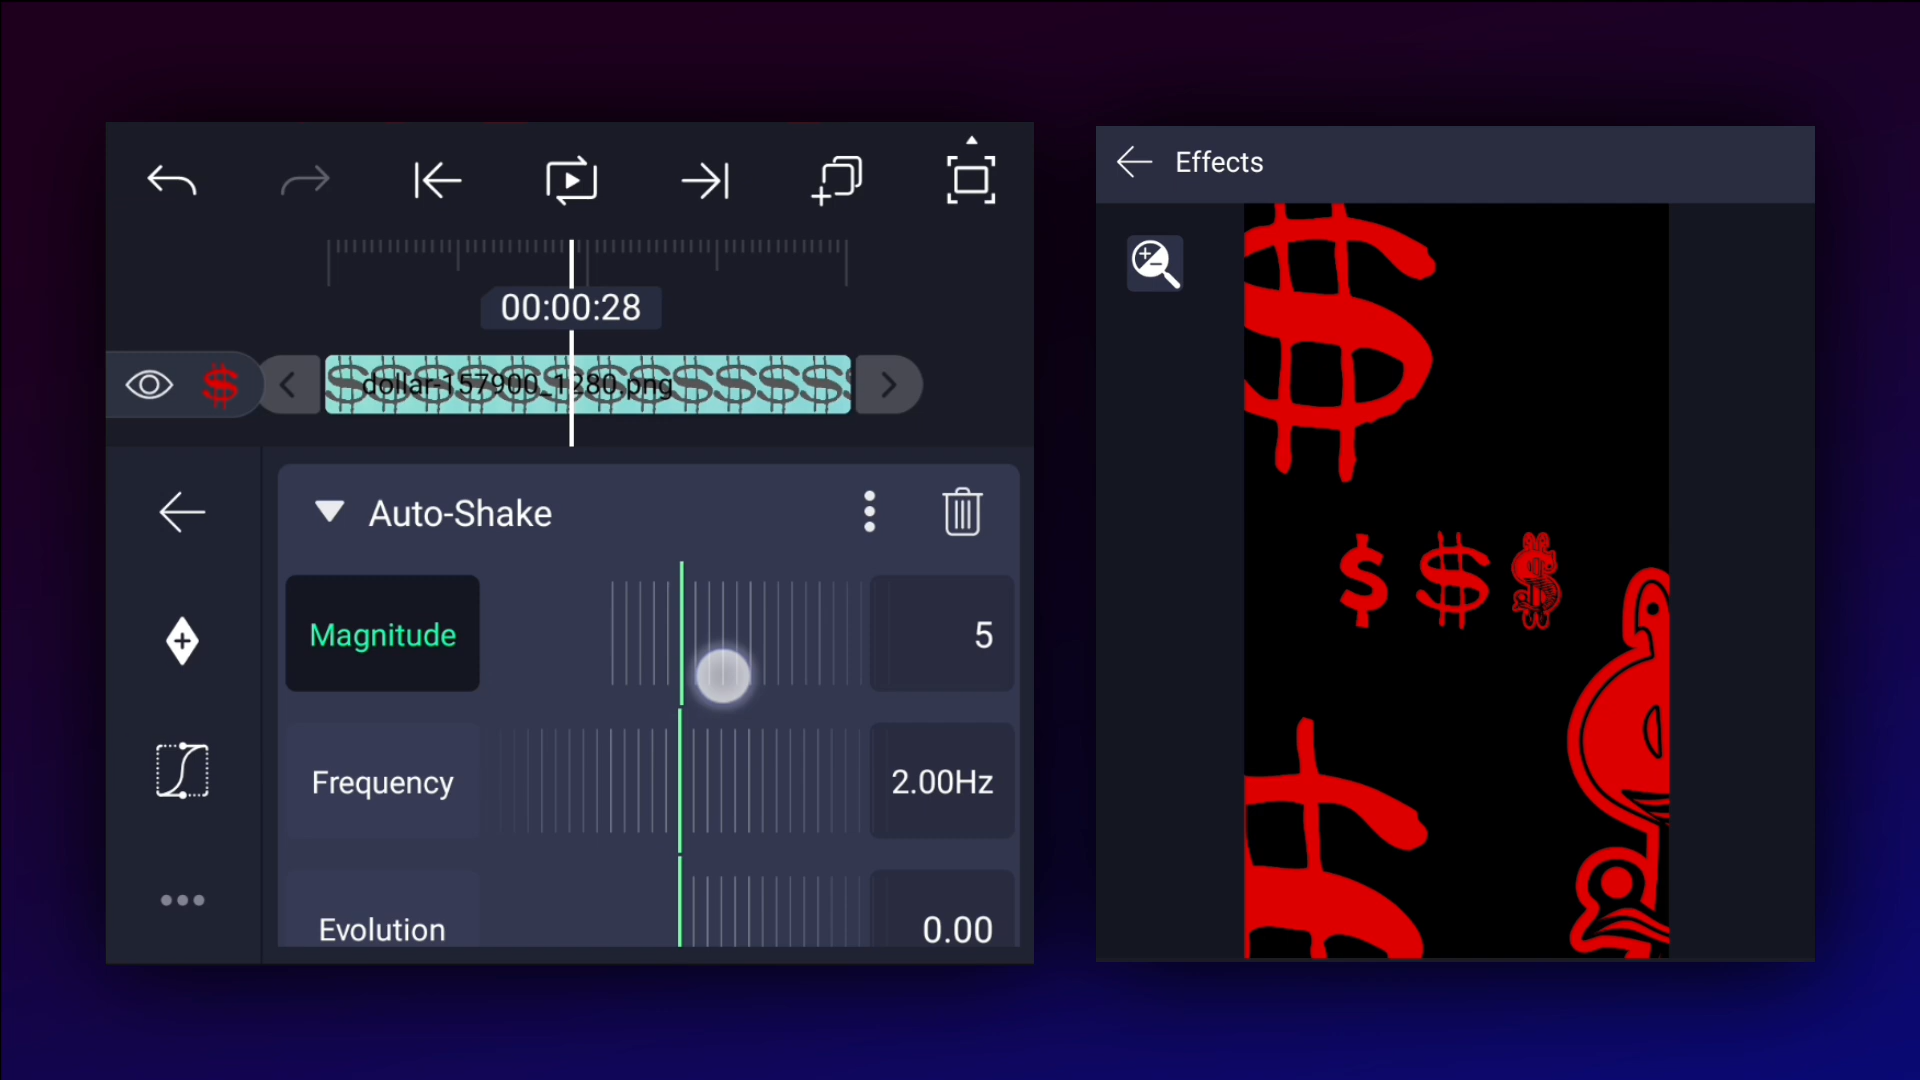 00:00:28
dollar-157900_1280.png
Auto-Shake
Magnitude
5
Frequency
2.00Hz
Evolution
0.00
Effects
$ $ $